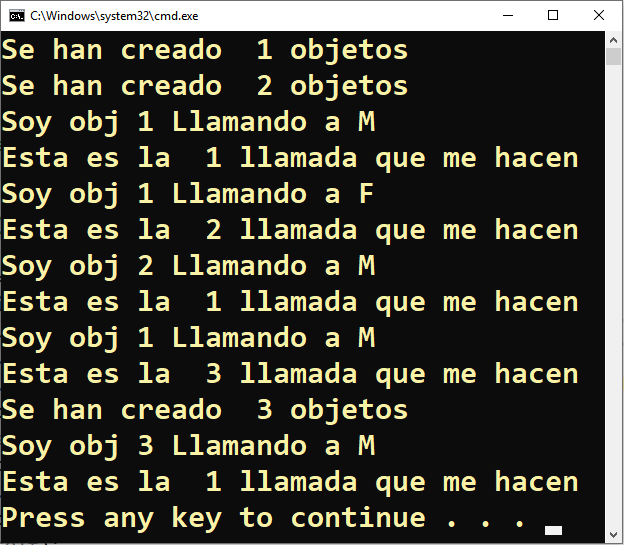 C:\Windows\system32\cmd.exe
Se han creado  1 objetos
Se han creado  2 objetos
Soy obj 1 Llamando a M
Esta es la  1 llamada que me hacen
Soy obj 1 Llamando a F
Esta es la  2 llamada que me hacen
Soy obj 2 Llamando a M
Esta es la  1 llamada que me hacen
Soy obj 1 Llamando a M
Esta es la  3 llamada que me hacen
Se han creado  3 objetos
Soy obj 3 Llamando a M
Esta es la  1 llamada que me hacen
Press any key to continue . . .